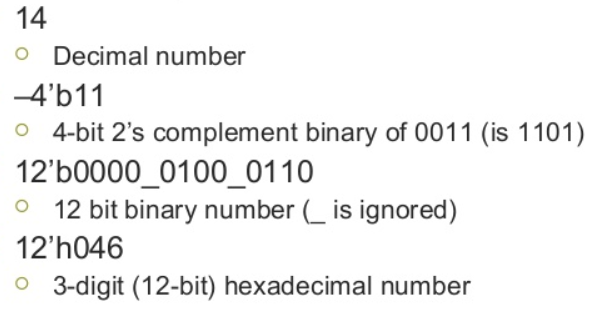 14
○ Decimal number
–4’b11
○ 4-bit 2’s complement binary of 0011 (is 1101)
12’b0000_0100_0110
○ 12 bit binary number (_ is ignored)
12’h046
○ 3-digit (12-bit) hexadecimal number